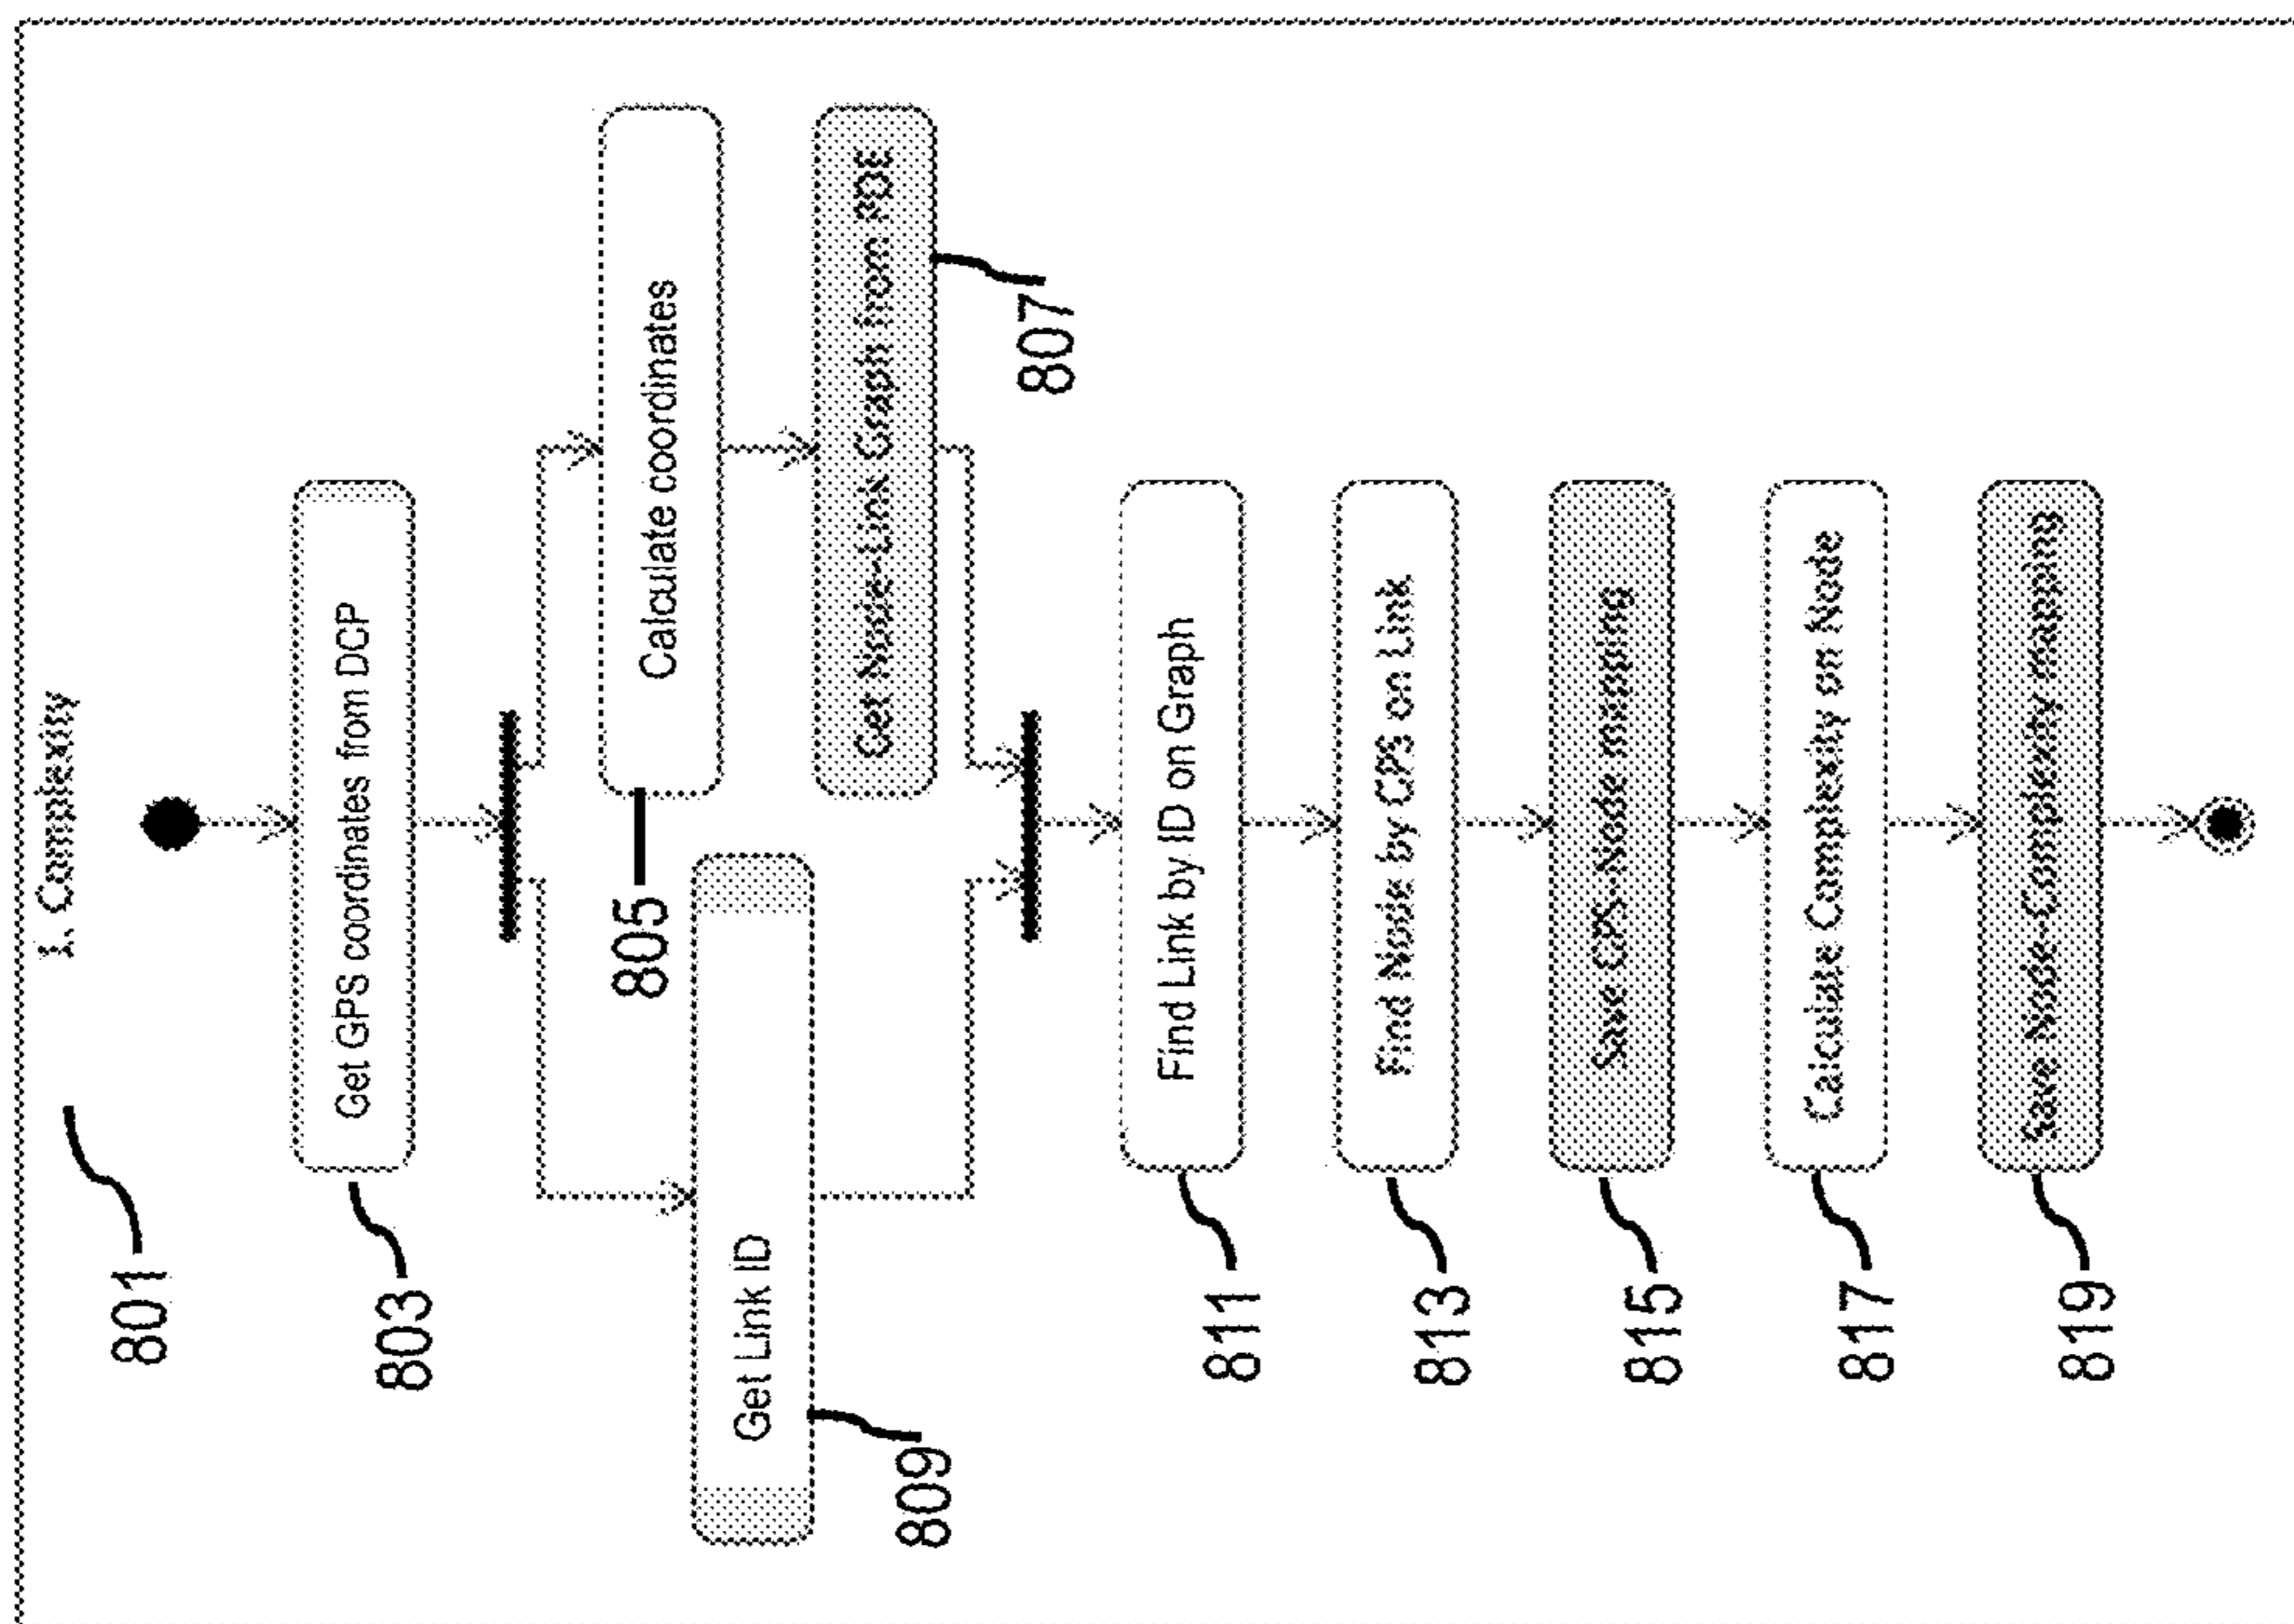 1. Complexity
801
Get GPS coordinates from DCP
803
Calculate coordinates
805
Get Node-Link Graph from PDE
807
Get Link ID
809
Find Link by ID on Graph
811
Find Node by GPS on Link
813
Save GPS-Node mapping
815
Calculate Complexity on Node
817
Save Node-Complexity mapping
819